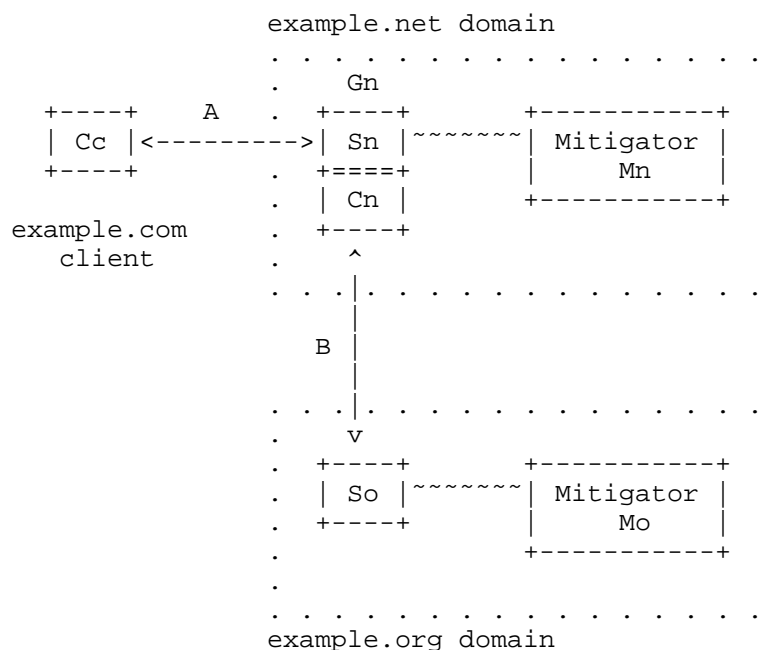 example.net domain
. . . . . . . . . . . . . . . .
. Gn
+----+ A . +----+ +-----------+
| Cc |<--------->| Sn |~~~~~~~| Mitigator |
+----+ . +====+ | Mn |
. | Cn | +-----------+
example.com . +----+
client . ^
. . .|. . . . . . . . . . . . .
|
B |
|
. . .|. . . . . . . . . . . . .
. v
. +----+ +-----------+
. | So |~~~~~~~| Mitigator |
. +----+ | Mo |
. +-----------+
.
. . . . . . . . . . . . . . . .
example.org domain